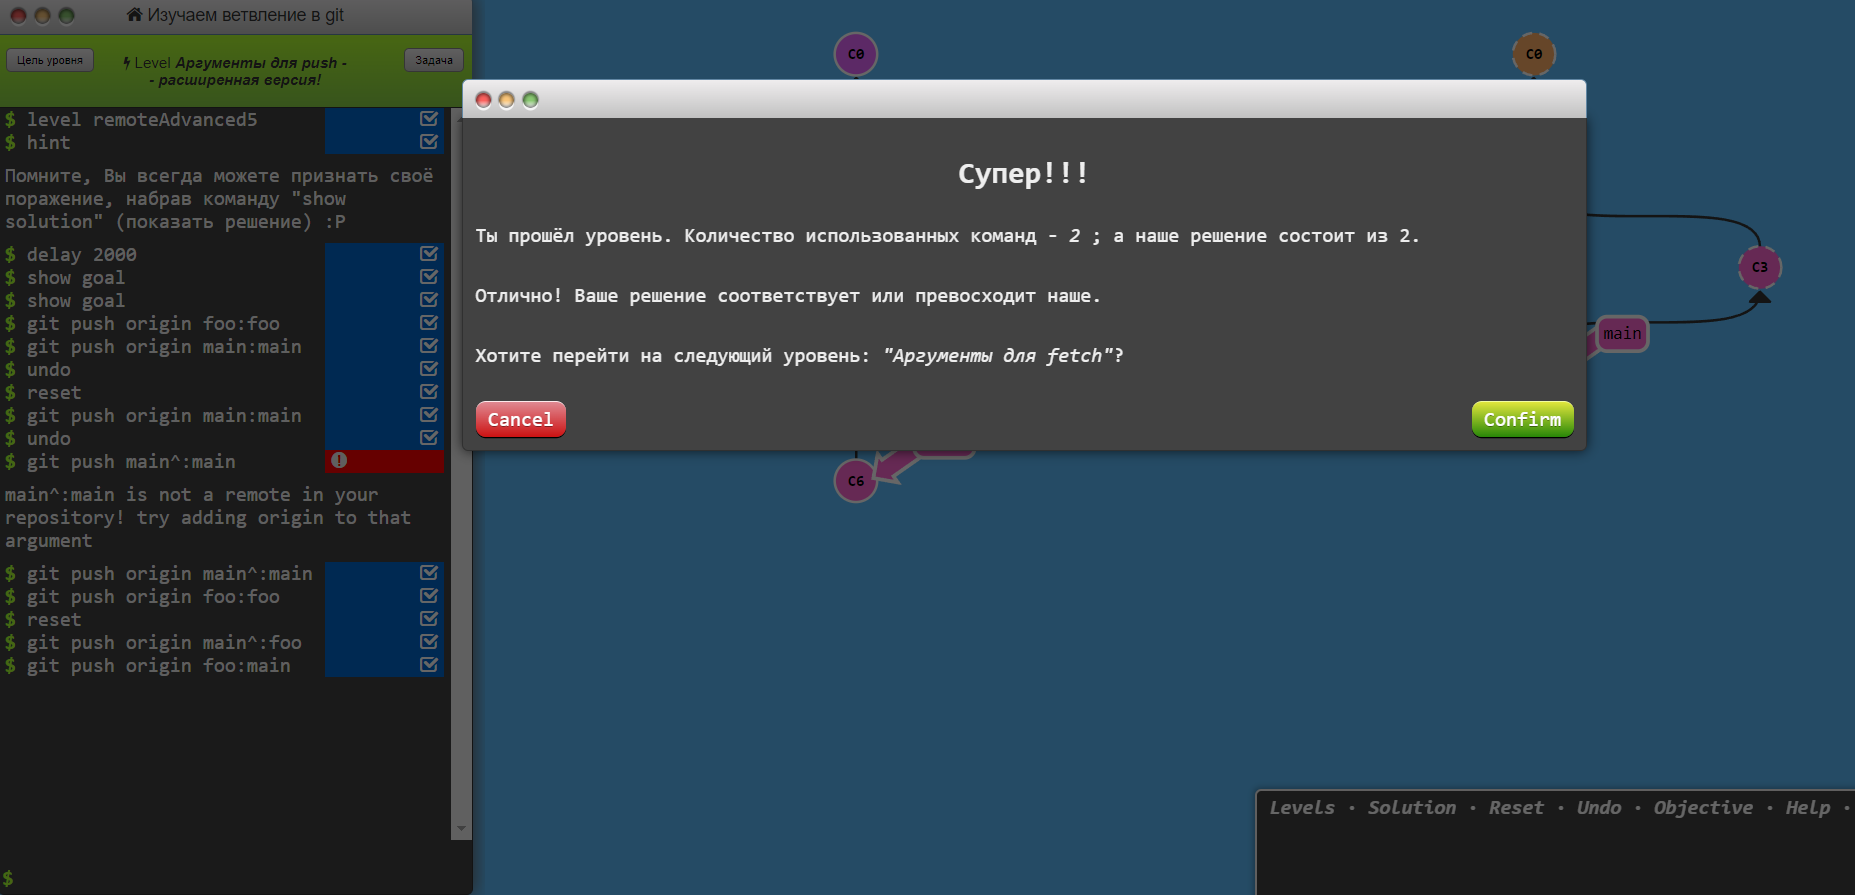 Изучаем ветвление в git
Цель уровня
Level Аргументы для push -
- расширенная версия!
Задача
$ level remoteAdvanced5
$ hint
Помните, Вы всегда можете признать своё
поражение, набрав команду "show
solution" (показать решение) :P
$ delay 2000
$ show goal
$ show goal
$ git push origin foo:foo
$ git push origin main:main
$ undo
$ reset
$ git push origin main:main
$ undo
$ git push main^:main
main^:main is not a remote in your
repository! try adding origin to that
argument
$ git push origin main^:main
$ git push origin foo:foo
$ reset
$ git push origin main^:foo
$ git push origin foo:main
$
C0
C0
Супер!!!
Ты прошёл уровень. Количество использованных команд - 2 ; а наше решение состоит из 2.
Отлично! Ваше решение соответствует или превосходит наше.
Хотите перейти на следующий уровень: "Аргументы для fetch"?
Cancel
Confirm
C3
main
C6
Levels · Solution · Reset · Undo · Objective · Help ·